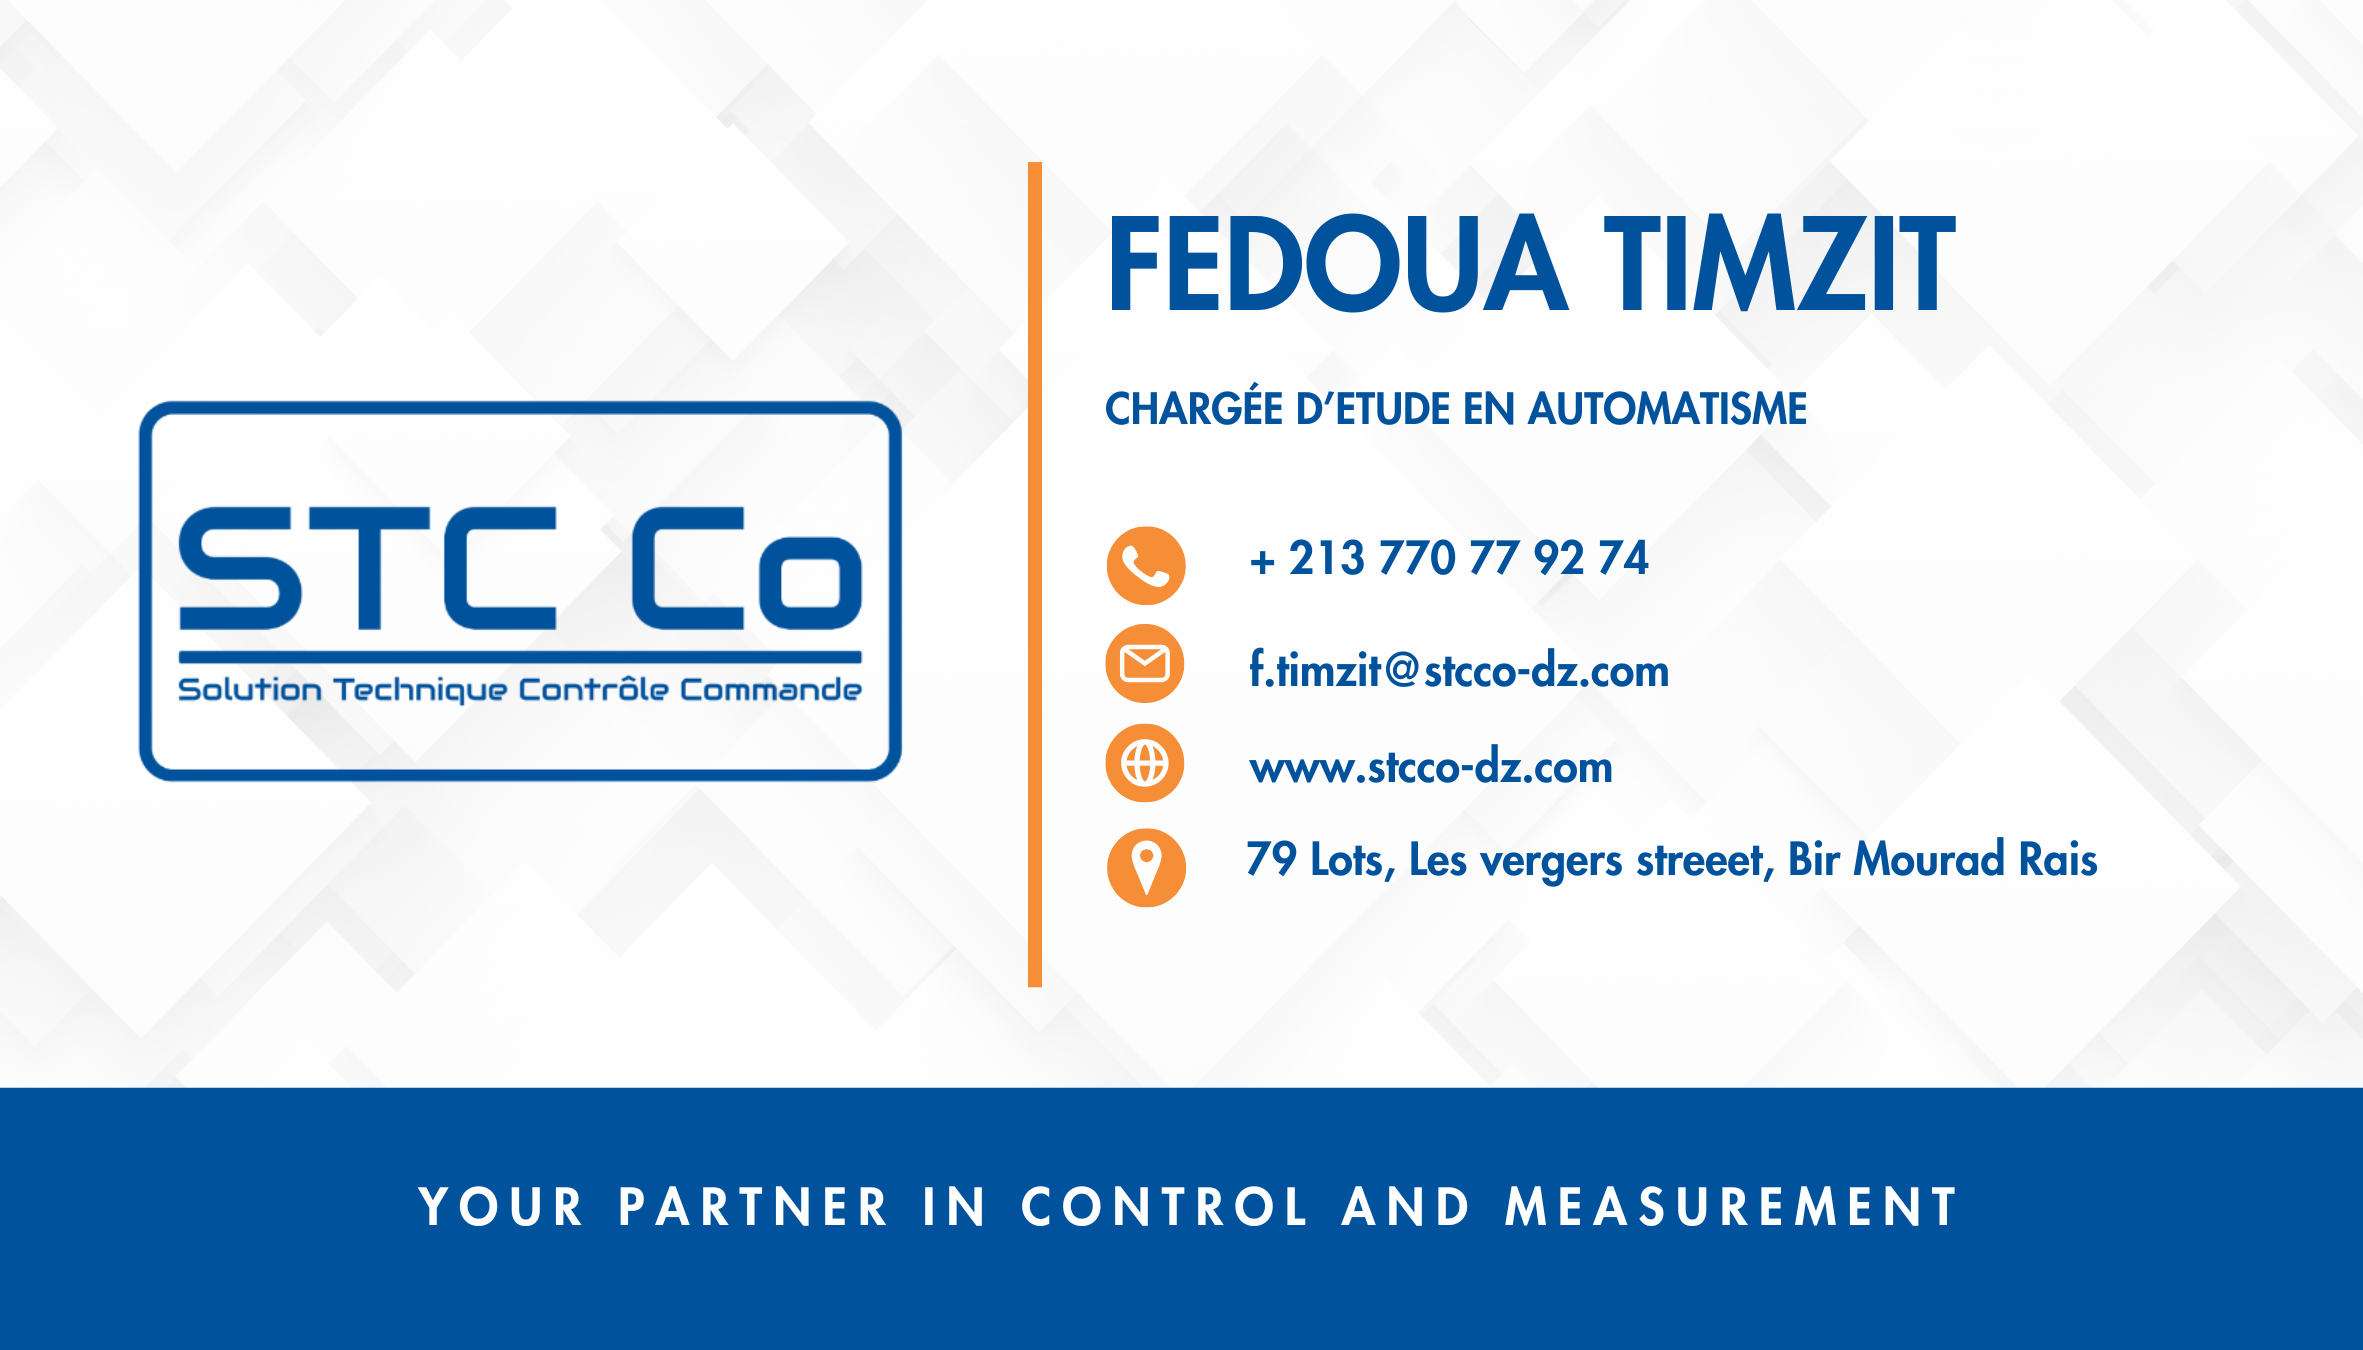 STC Co
Solution Technique Contrôle Commande
FEDOUA TIMZIT
CHARGÉE D’ETUDE EN AUTOMATISME
+ 213 770 77 92 74
f.timzit@stcco-dz.com
www.stcco-dz.com
79 Lots, Les vergers streeet, Bir Mourad Rais
YOUR PARTNER IN CONTROL AND MEASUREMENT